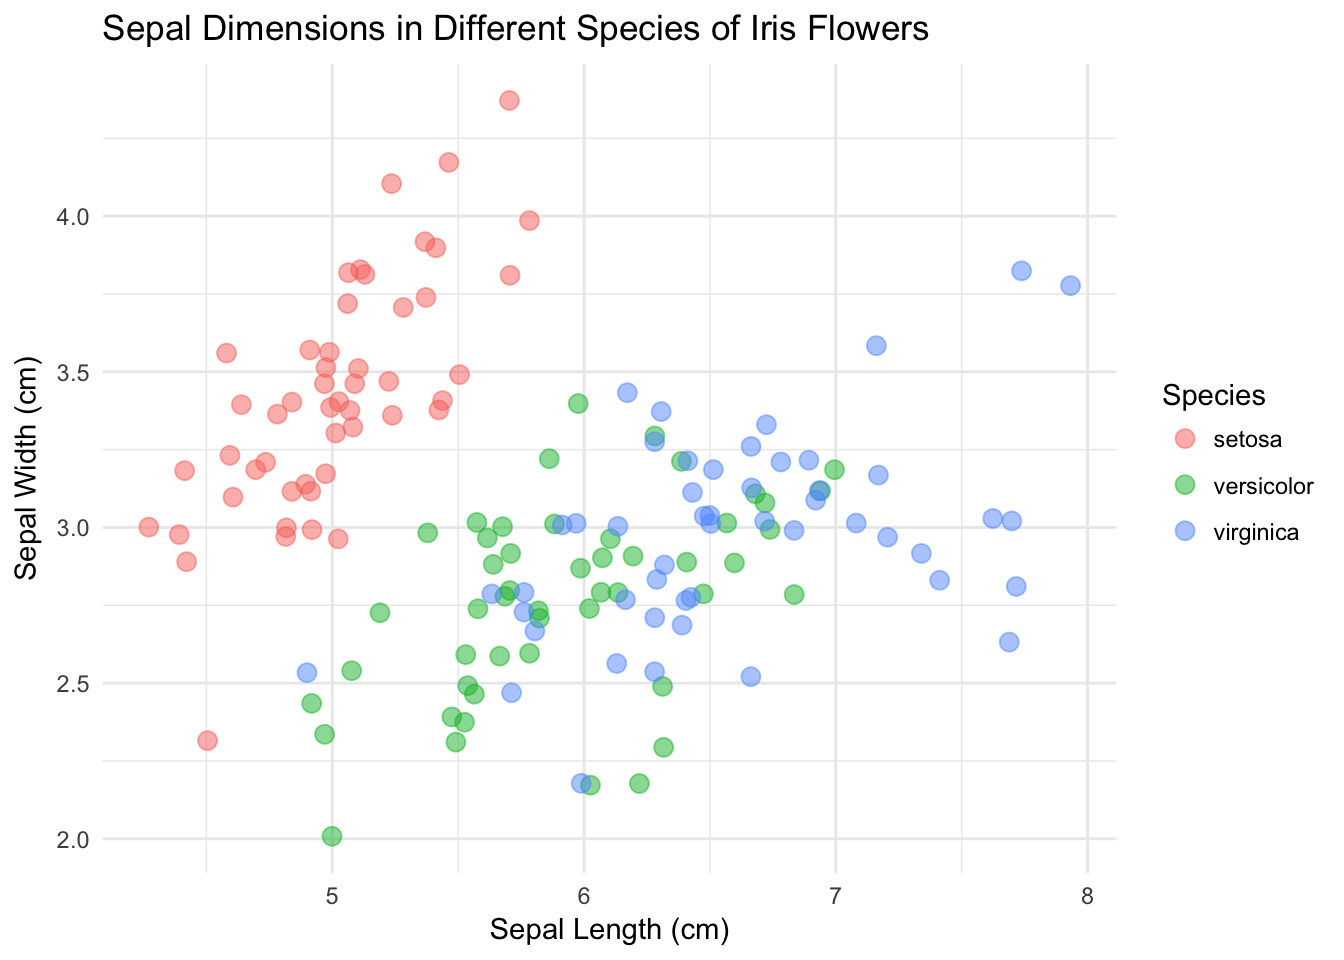 Sepal Dimensions in Different Species of Iris Flowers
Sepal Width (cm)
4.0
3.5
3.0
2.5
2.0
5 6 7 8
Sepal Length (cm)
Species
setosa
versicolor
virginica